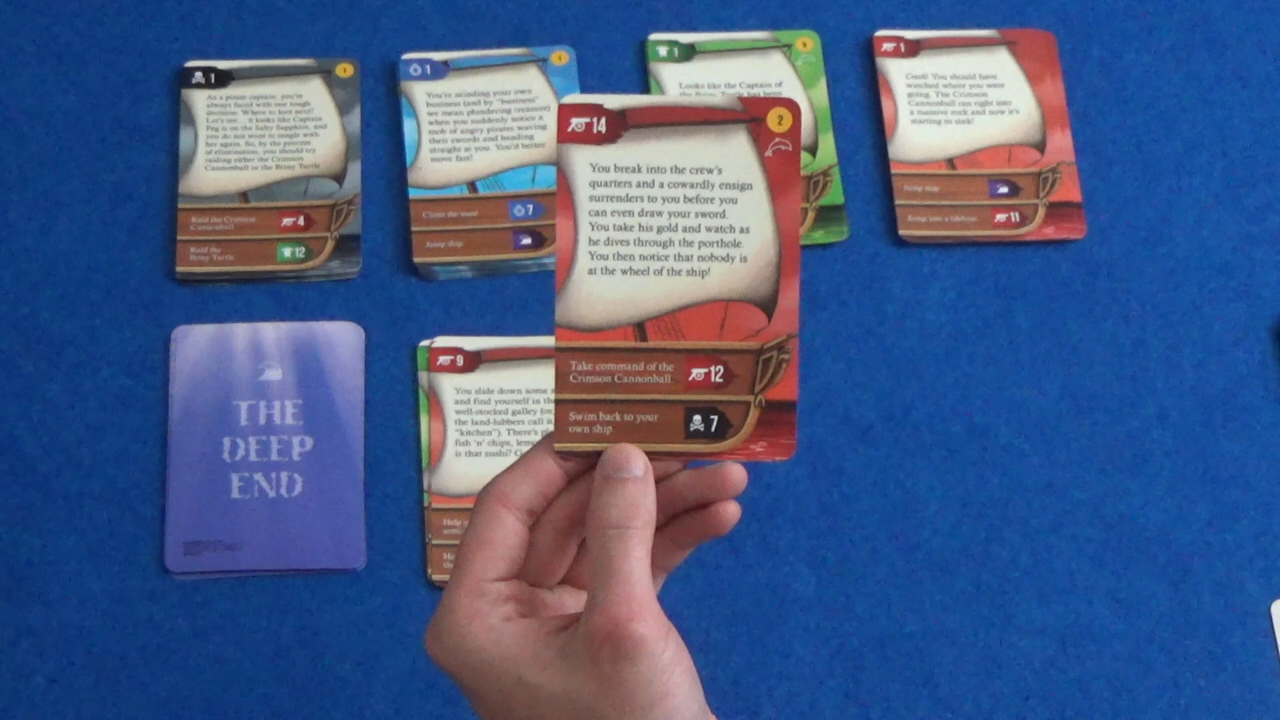 1
1
As a pirate captain, you're
always faced with one tough
decision: Where to loot next?
Let's see... it looks like Captain
Peg is on the Salty Sapphire, and
you do not want to tangle with
her again. So, by the process
of elimination, you should try
raiding either the Crimson
Cannonball or the Briny Turtle.
Raid the Crimson
Cannonball
4
Raid the
Briny Turtle
12
1
You're minding your own
business (and by "business"
we mean plundering treasure)
when you suddenly notice a
mob of angry pirates waving
their swords and heading
straight at you. You'd better
move fast!
7
Jump ship.
1
Looks like the Captain of
1
Crash! You should have
watched where you were
going. The Crimson
Cannonball ran right into
a massive rock and now it's
starting to sink!
Jump ship.
Jump into a lifeboat.
11
14
2
You break into the crew's
quarters and a cowardly ensign
surrenders to you before you
can even draw your sword.
You take his gold and watch as
he dives through the porthole.
You then notice that nobody is
at the wheel of the ship!
Take command of the
Crimson Cannonball.
12
Swim back to your
own ship.
7
THE
DEEP
END
9
You slide down some
and find yourself in the
well-stocked galley (or
the land-lubbers call it
"kitchen"). There's
fish 'n' chips,
is that sushi?
Help